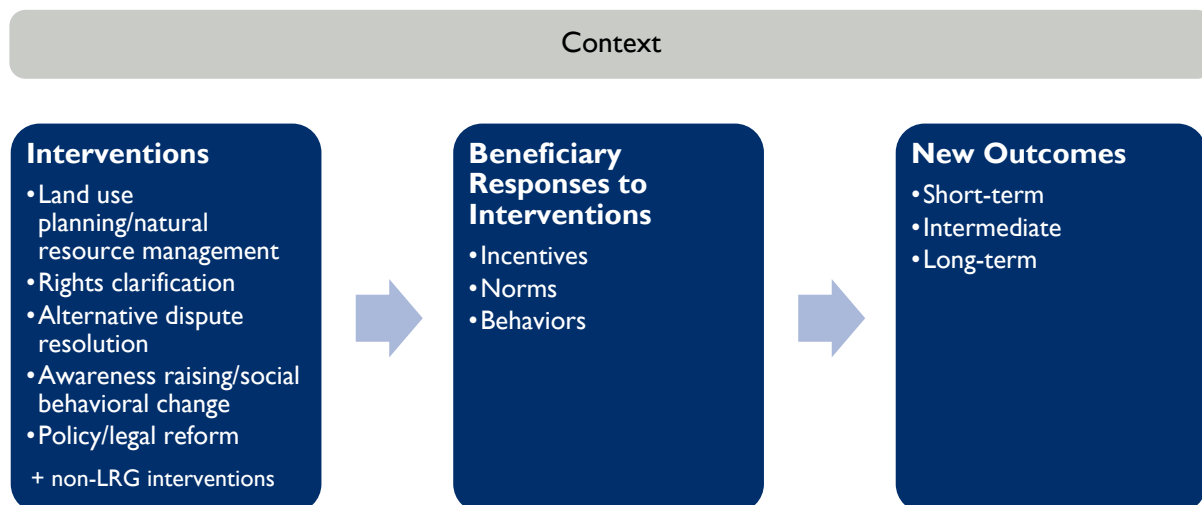 Context
Interventions
•Land use
planning/natural
resource management
•Rights clarification
•Alternative dispute
resolution
•Awareness raising/social
behavioral change
•Policy/legal reform
+ non-LRG interventions
Beneficiary
Responses to
Interventions
•Incentives
•Norms
•Behaviors
New Outcomes
•Short-term
•Intermediate
•Long-term